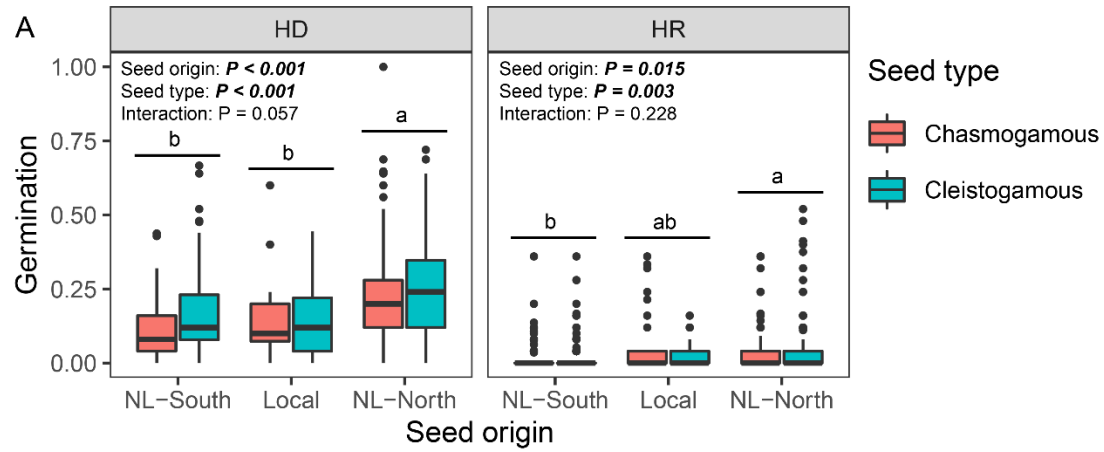 A
HD
HR
Seed origin: P < 0.001
Seed type: P < 0.001
Interaction: P = 0.057
Seed origin: P = 0.015
Seed type: P = 0.003
Interaction: P = 0.228
b
b
a
b
ab
a
1.00
0.75
0.50
0.25
0.00
Germination
NL−South
Local
NL−North
NL−South
Local
NL−North
Seed origin
Seed type
Chasmogamous
Cleistogamous